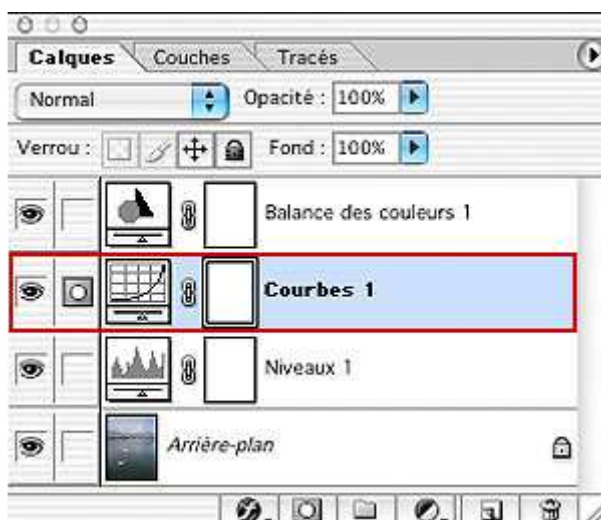 Calques Couches Tracés
Normal Opacité : 100%
Verrou : Fond : 100%
Balance des couleurs 1
Courbes 1
Niveaux 1
Arrière-plan